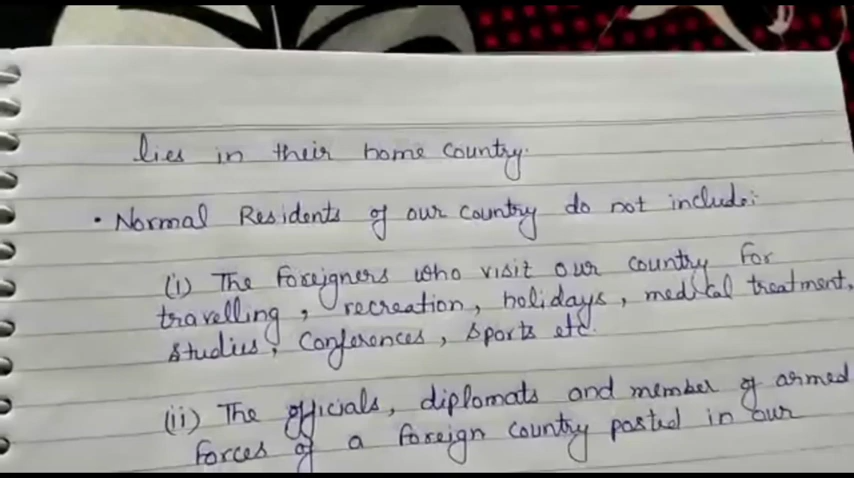 lies in their home country.
• Normal Residents of our country do not include:
(i) The foreigners who visit our country for
travelling, recreation, holidays, medical treatment,
studies, conferences, sports etc.
(ii) The officials, diplomats and member of armed
forces of a foreign country posted in our